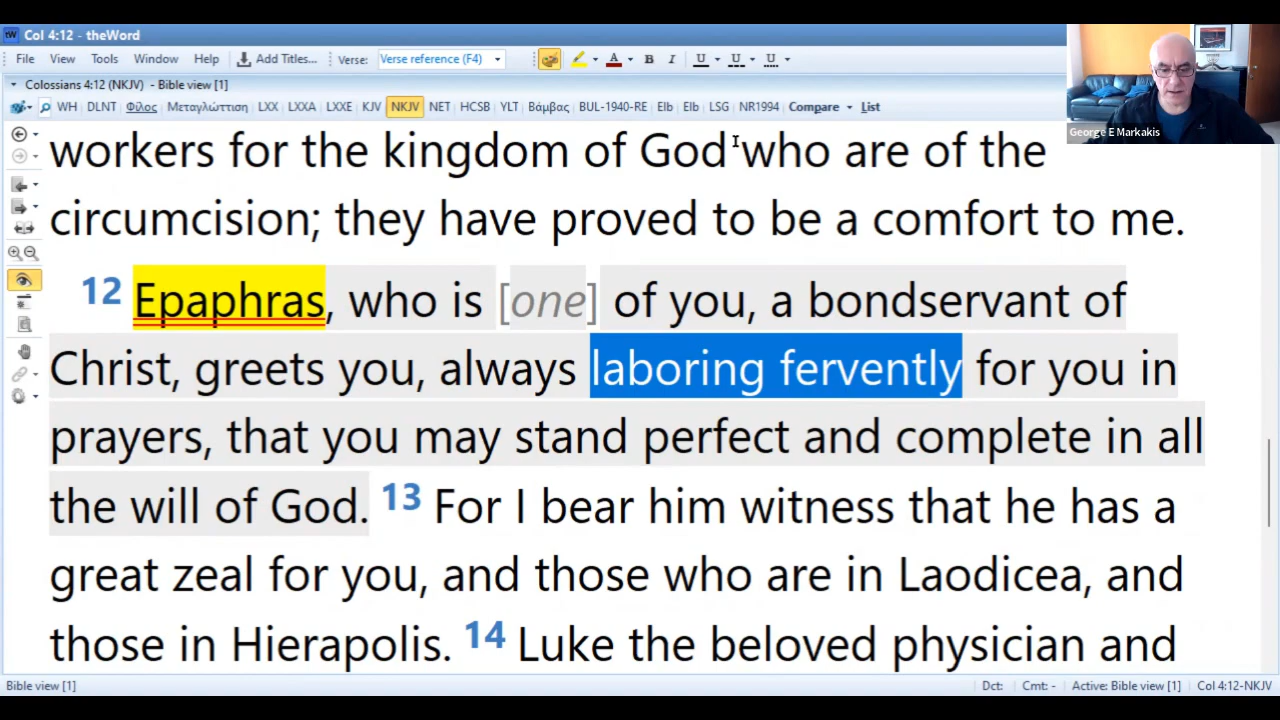 Col 4:12 - theWord
File View Tools Window Help Add Titles... Verse: Verse reference (F4) A B I U U U
Colossians 4:12 (NKJV) - Bible view [1]
WH DLNT Φίλος Μεταγλώττιση LXX LXXA LXXE KJV NKJV NET HCSB YLT Βάμβας BUL-1940-RE Elb Elb LSG NR1994 Compare List
George E Markakis
workers for the kingdom of God who are of the
circumcision; they have proved to be a comfort to me.
12 Epaphras, who is [one] of you, a bondservant of
Christ, greets you, always laboring fervently for you in
prayers, that you may stand perfect and complete in all
the will of God. 13 For I bear him witness that he has a
great zeal for you, and those who are in Laodicea, and
those in Hierapolis. 14 Luke the beloved physician and
Bible view [1] Dct: Cmt: - Active: Bible view [1] Col 4:12-NKJV